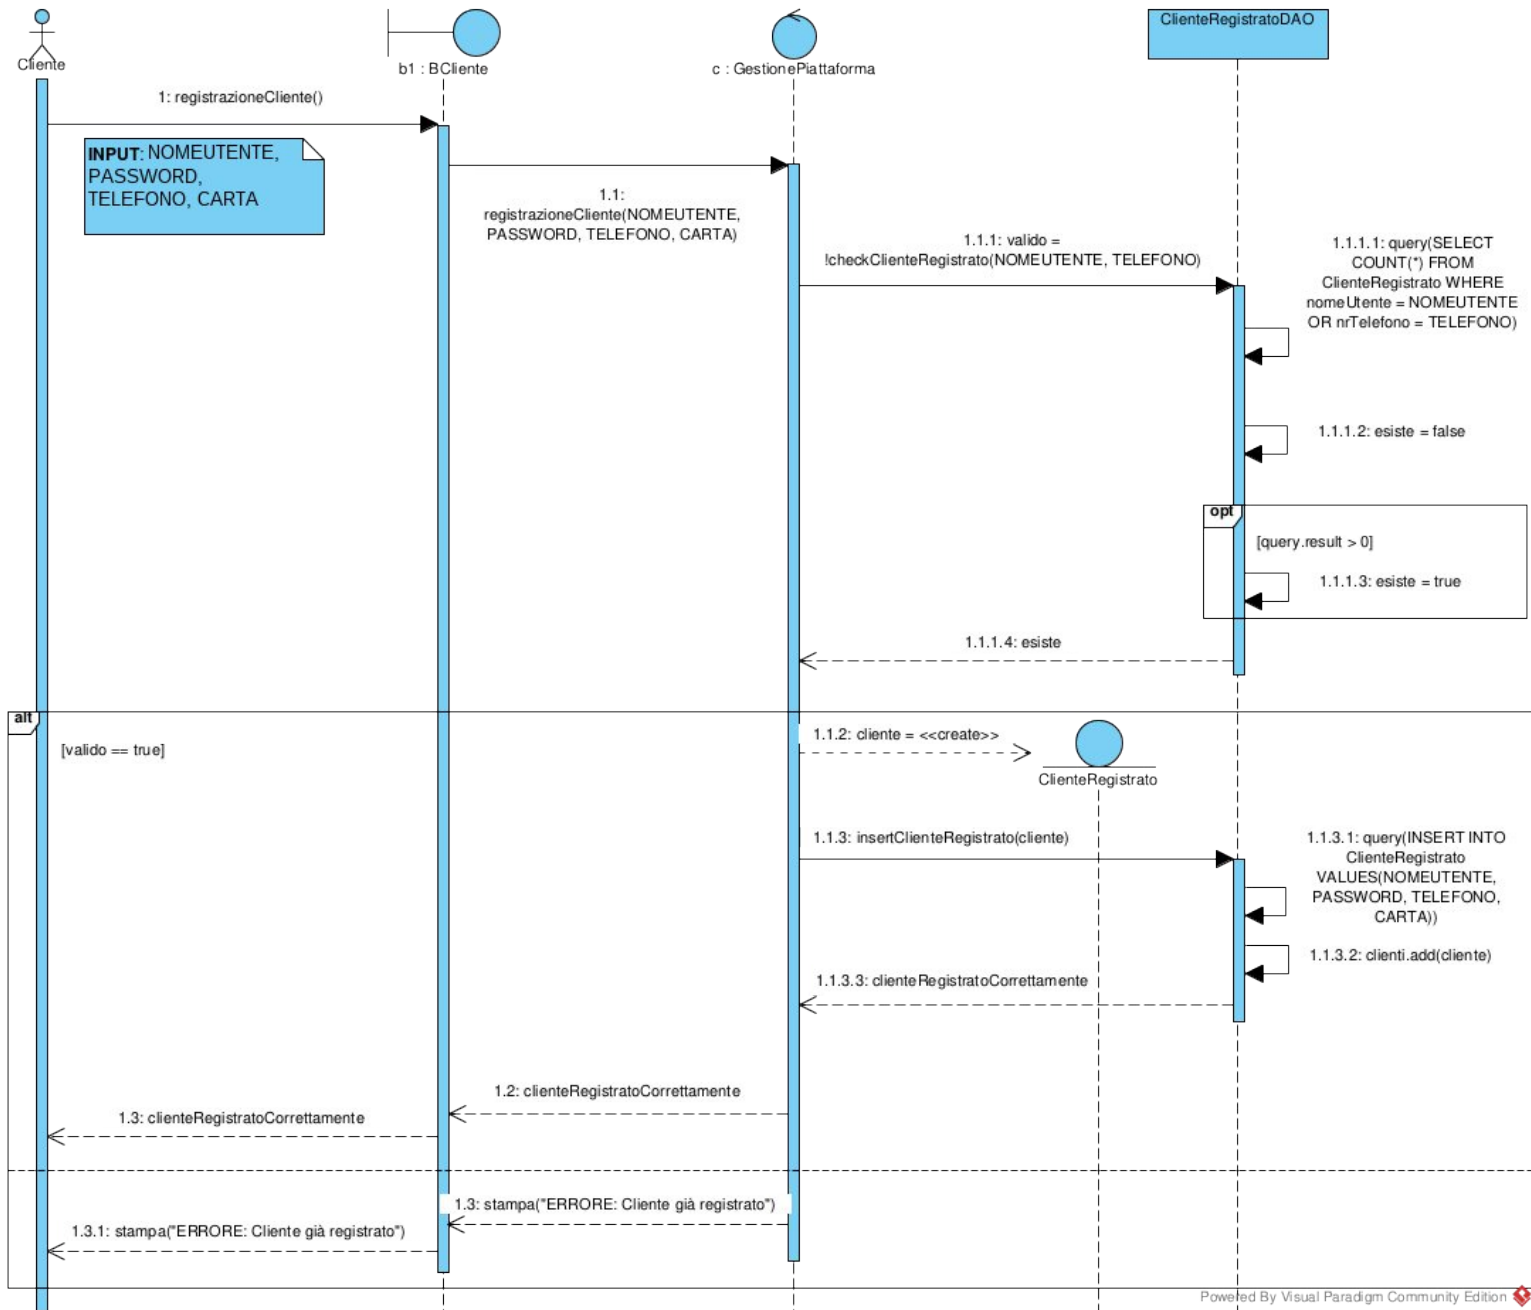 ClienteRegistratoDAO
Cliente
b1 : BCliente
c : GestionePiattaforma
1: registrazioneCliente()
INPUT: NOMEUTENTE,
PASSWORD,
TELEFONO, CARTA
1.1:
registrazioneCliente(NOMEUTENTE,
PASSWORD, TELEFONO, CARTA)
1.1.1: valido =
!checkClienteRegistrato(NOMEUTENTE, TELEFONO)
1.1.1.1: query(SELECT
COUNT(*) FROM
ClienteRegistrato WHERE
nomeUtente = NOMEUTENTE
OR nrTelefono = TELEFONO)
1.1.1.2: esiste = false
opt
[query.result > 0]
1.1.1.3: esiste = true
1.1.1.4: esiste
alt
[valido == true]
1.1.2: cliente = <<create>>
ClienteRegistrato
1.1.3: insertClienteRegistrato(cliente)
1.1.3.1: query(INSERT INTO
ClienteRegistrato
VALUES(NOMEUTENTE,
PASSWORD, TELEFONO,
CARTA))
1.1.3.2: clienti.add(cliente)
1.1.3.3: clienteRegistratoCorrettamente
1.2: clienteRegistratoCorrettamente
1.3: clienteRegistratoCorrettamente
1.3: stampa("ERRORE: Cliente già registrato")
1.3.1: stampa("ERRORE: Cliente già registrato")
Powered By Visual Paradigm Community Edition